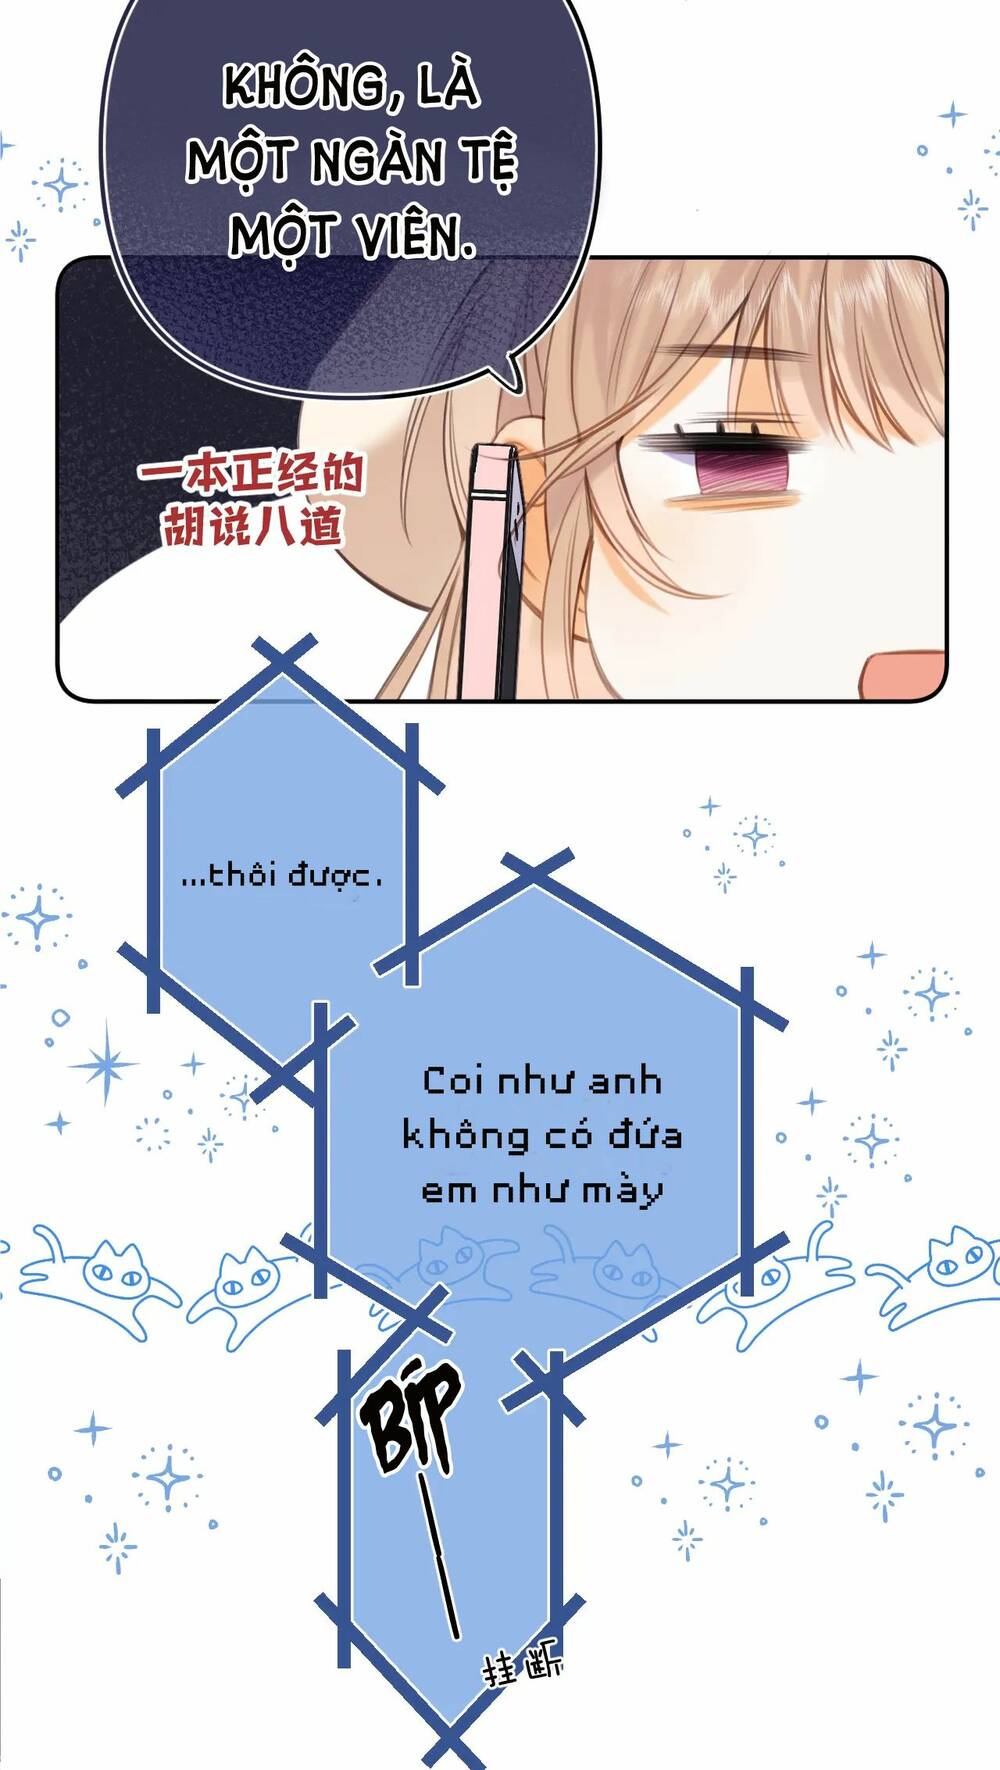 KHÔNG, LÀ
MỘT NGÀN TỆ
MỘT VIÊN.
一本正经的
胡说八道
...thôi được.
Coi như anh
không có đứa
em như mày
BÍP
挂断